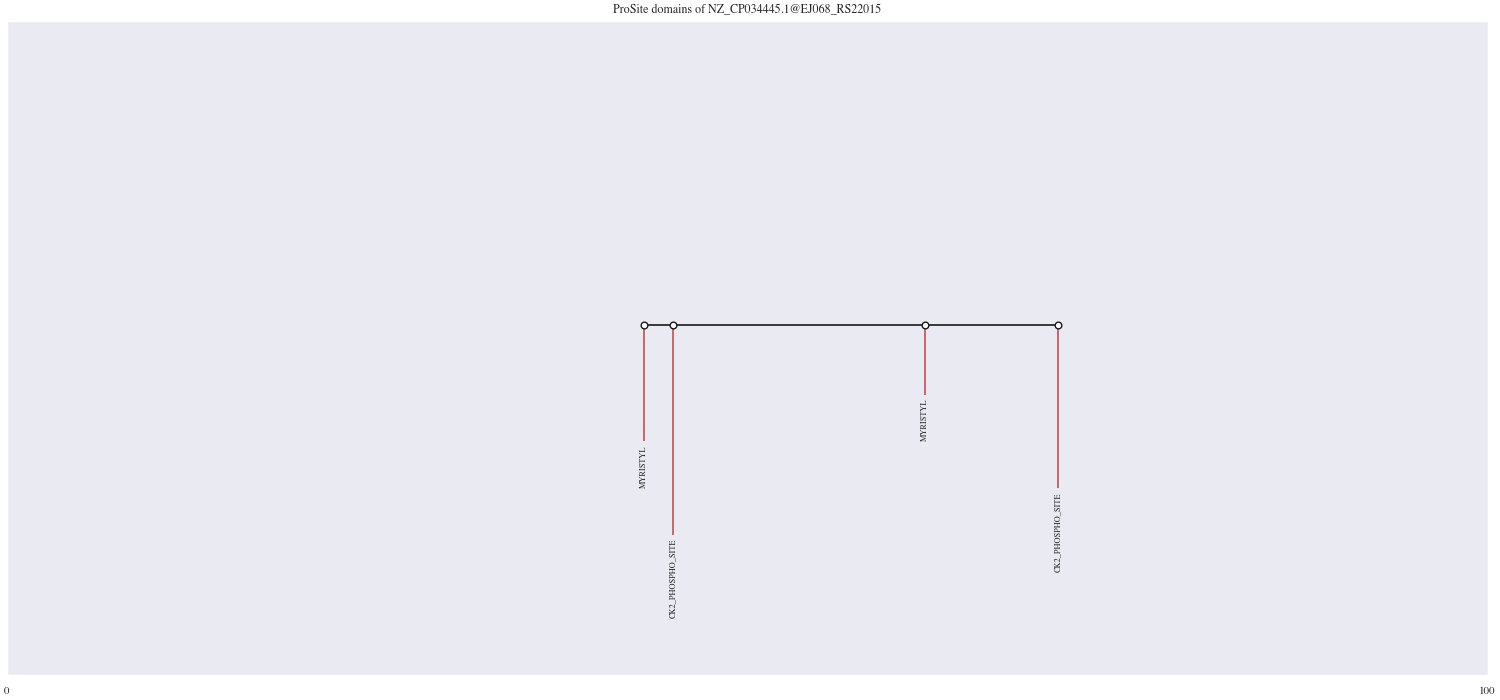 ProSite domains of NZ_CP034445.1@EJ068_RS22015
MYRISTYL
CK2_PHOSPHO_SITE
MYRISTYL
CK2_PHOSPHO_SITE
0
100